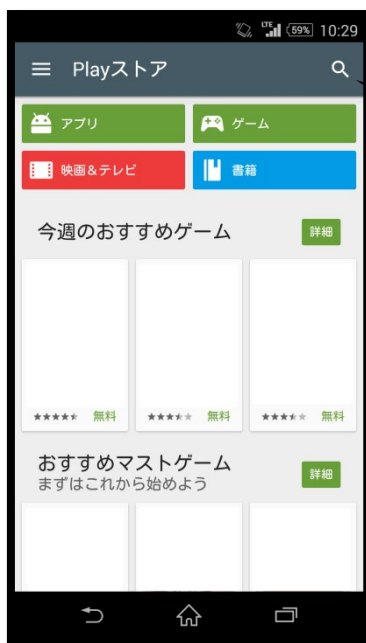 LTE 59% 10:29
Playストア
アプリ
ゲーム
映画&テレビ
書籍
今週のおすすめゲーム
詳細
無料
無料
無料
おすすめマストゲーム
まずはこれから始めよう
詳細